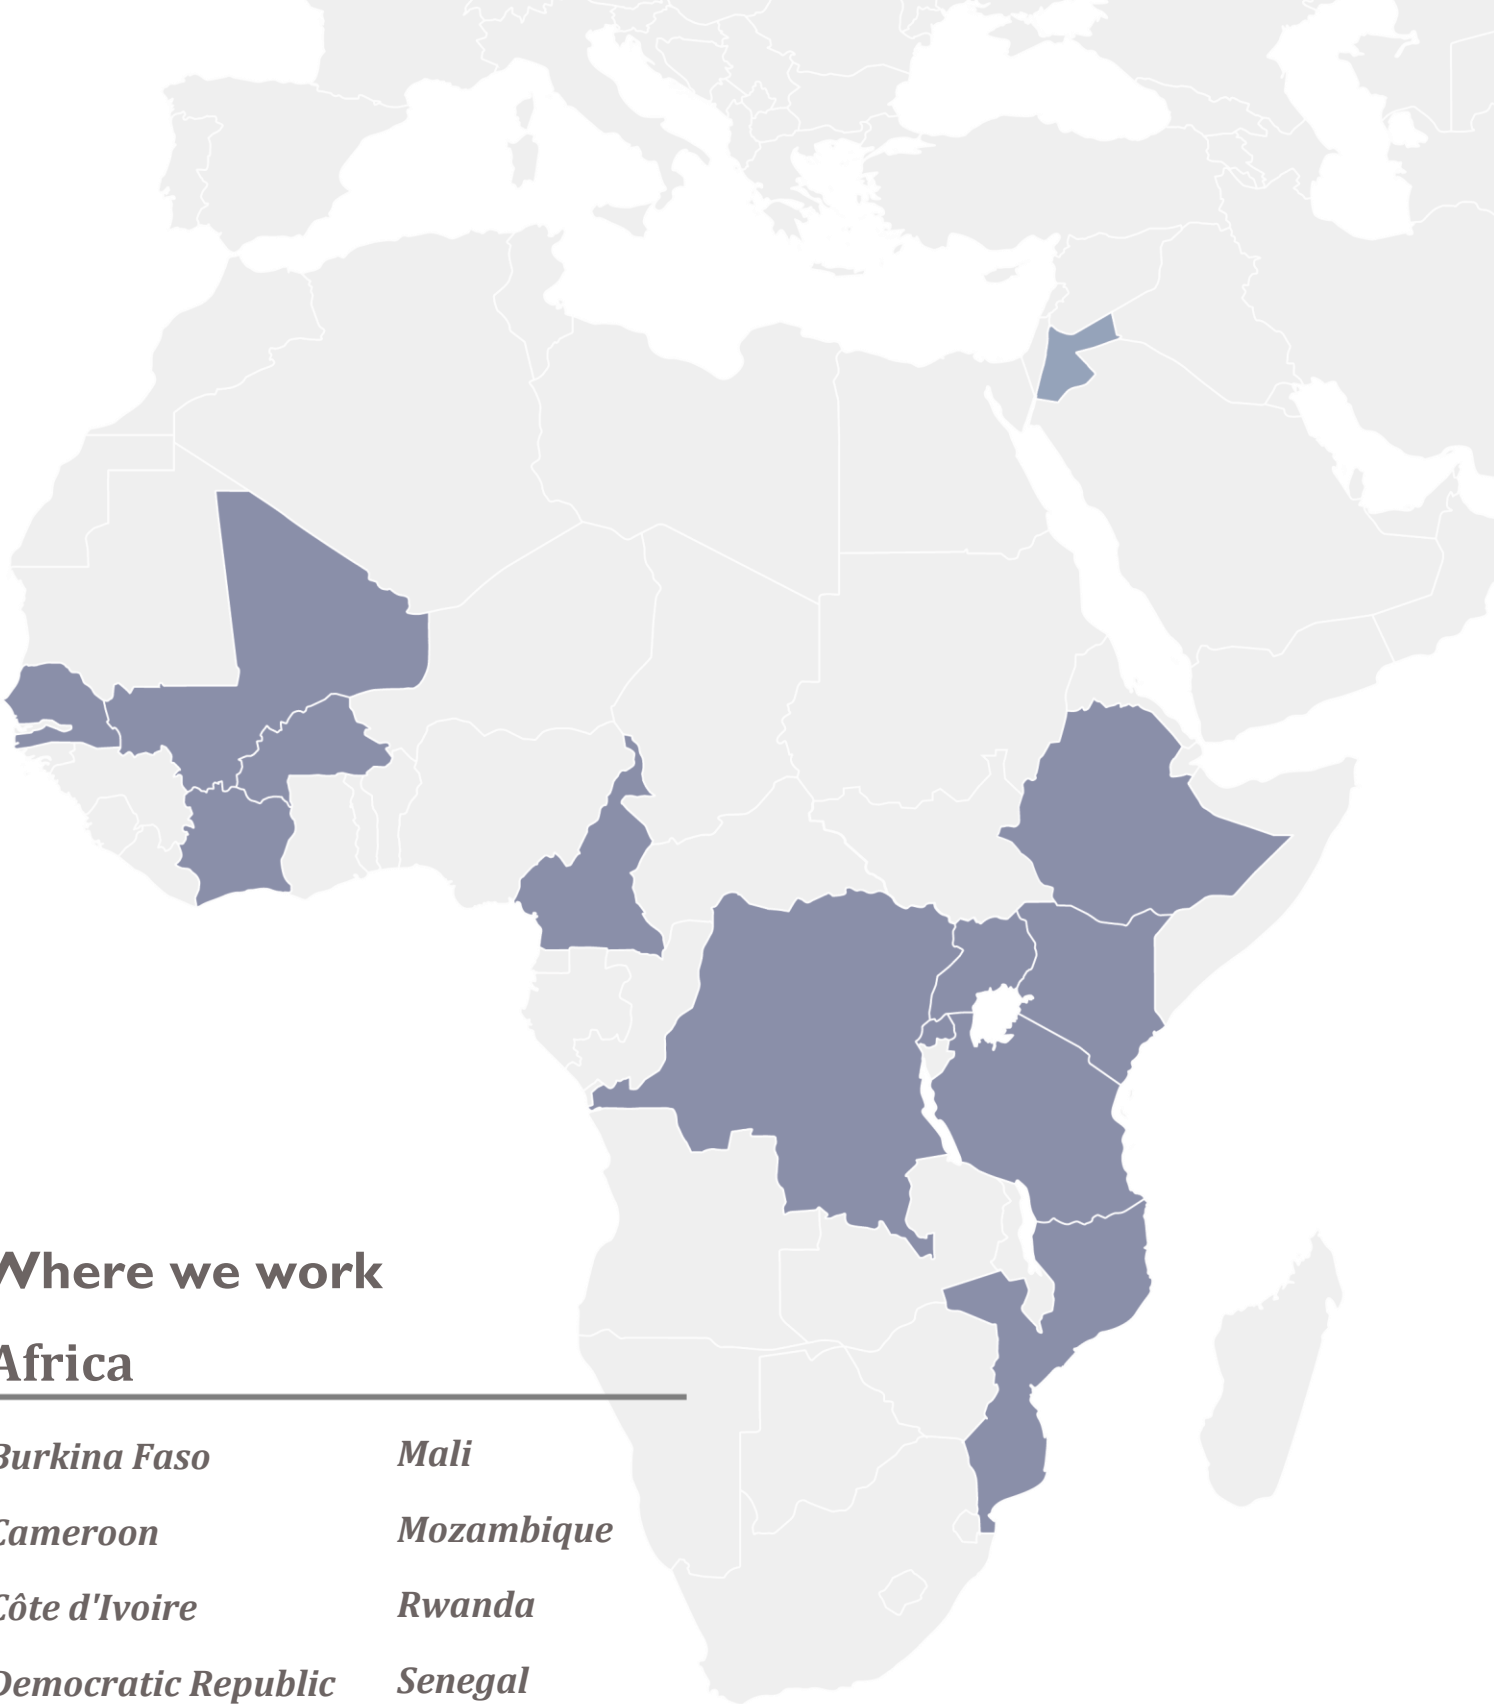 Where we work
Africa
Burkina Faso
Cameroon
Côte d'Ivoire
Democratic Republic
Mali
Mozambique
Rwanda
Senegal